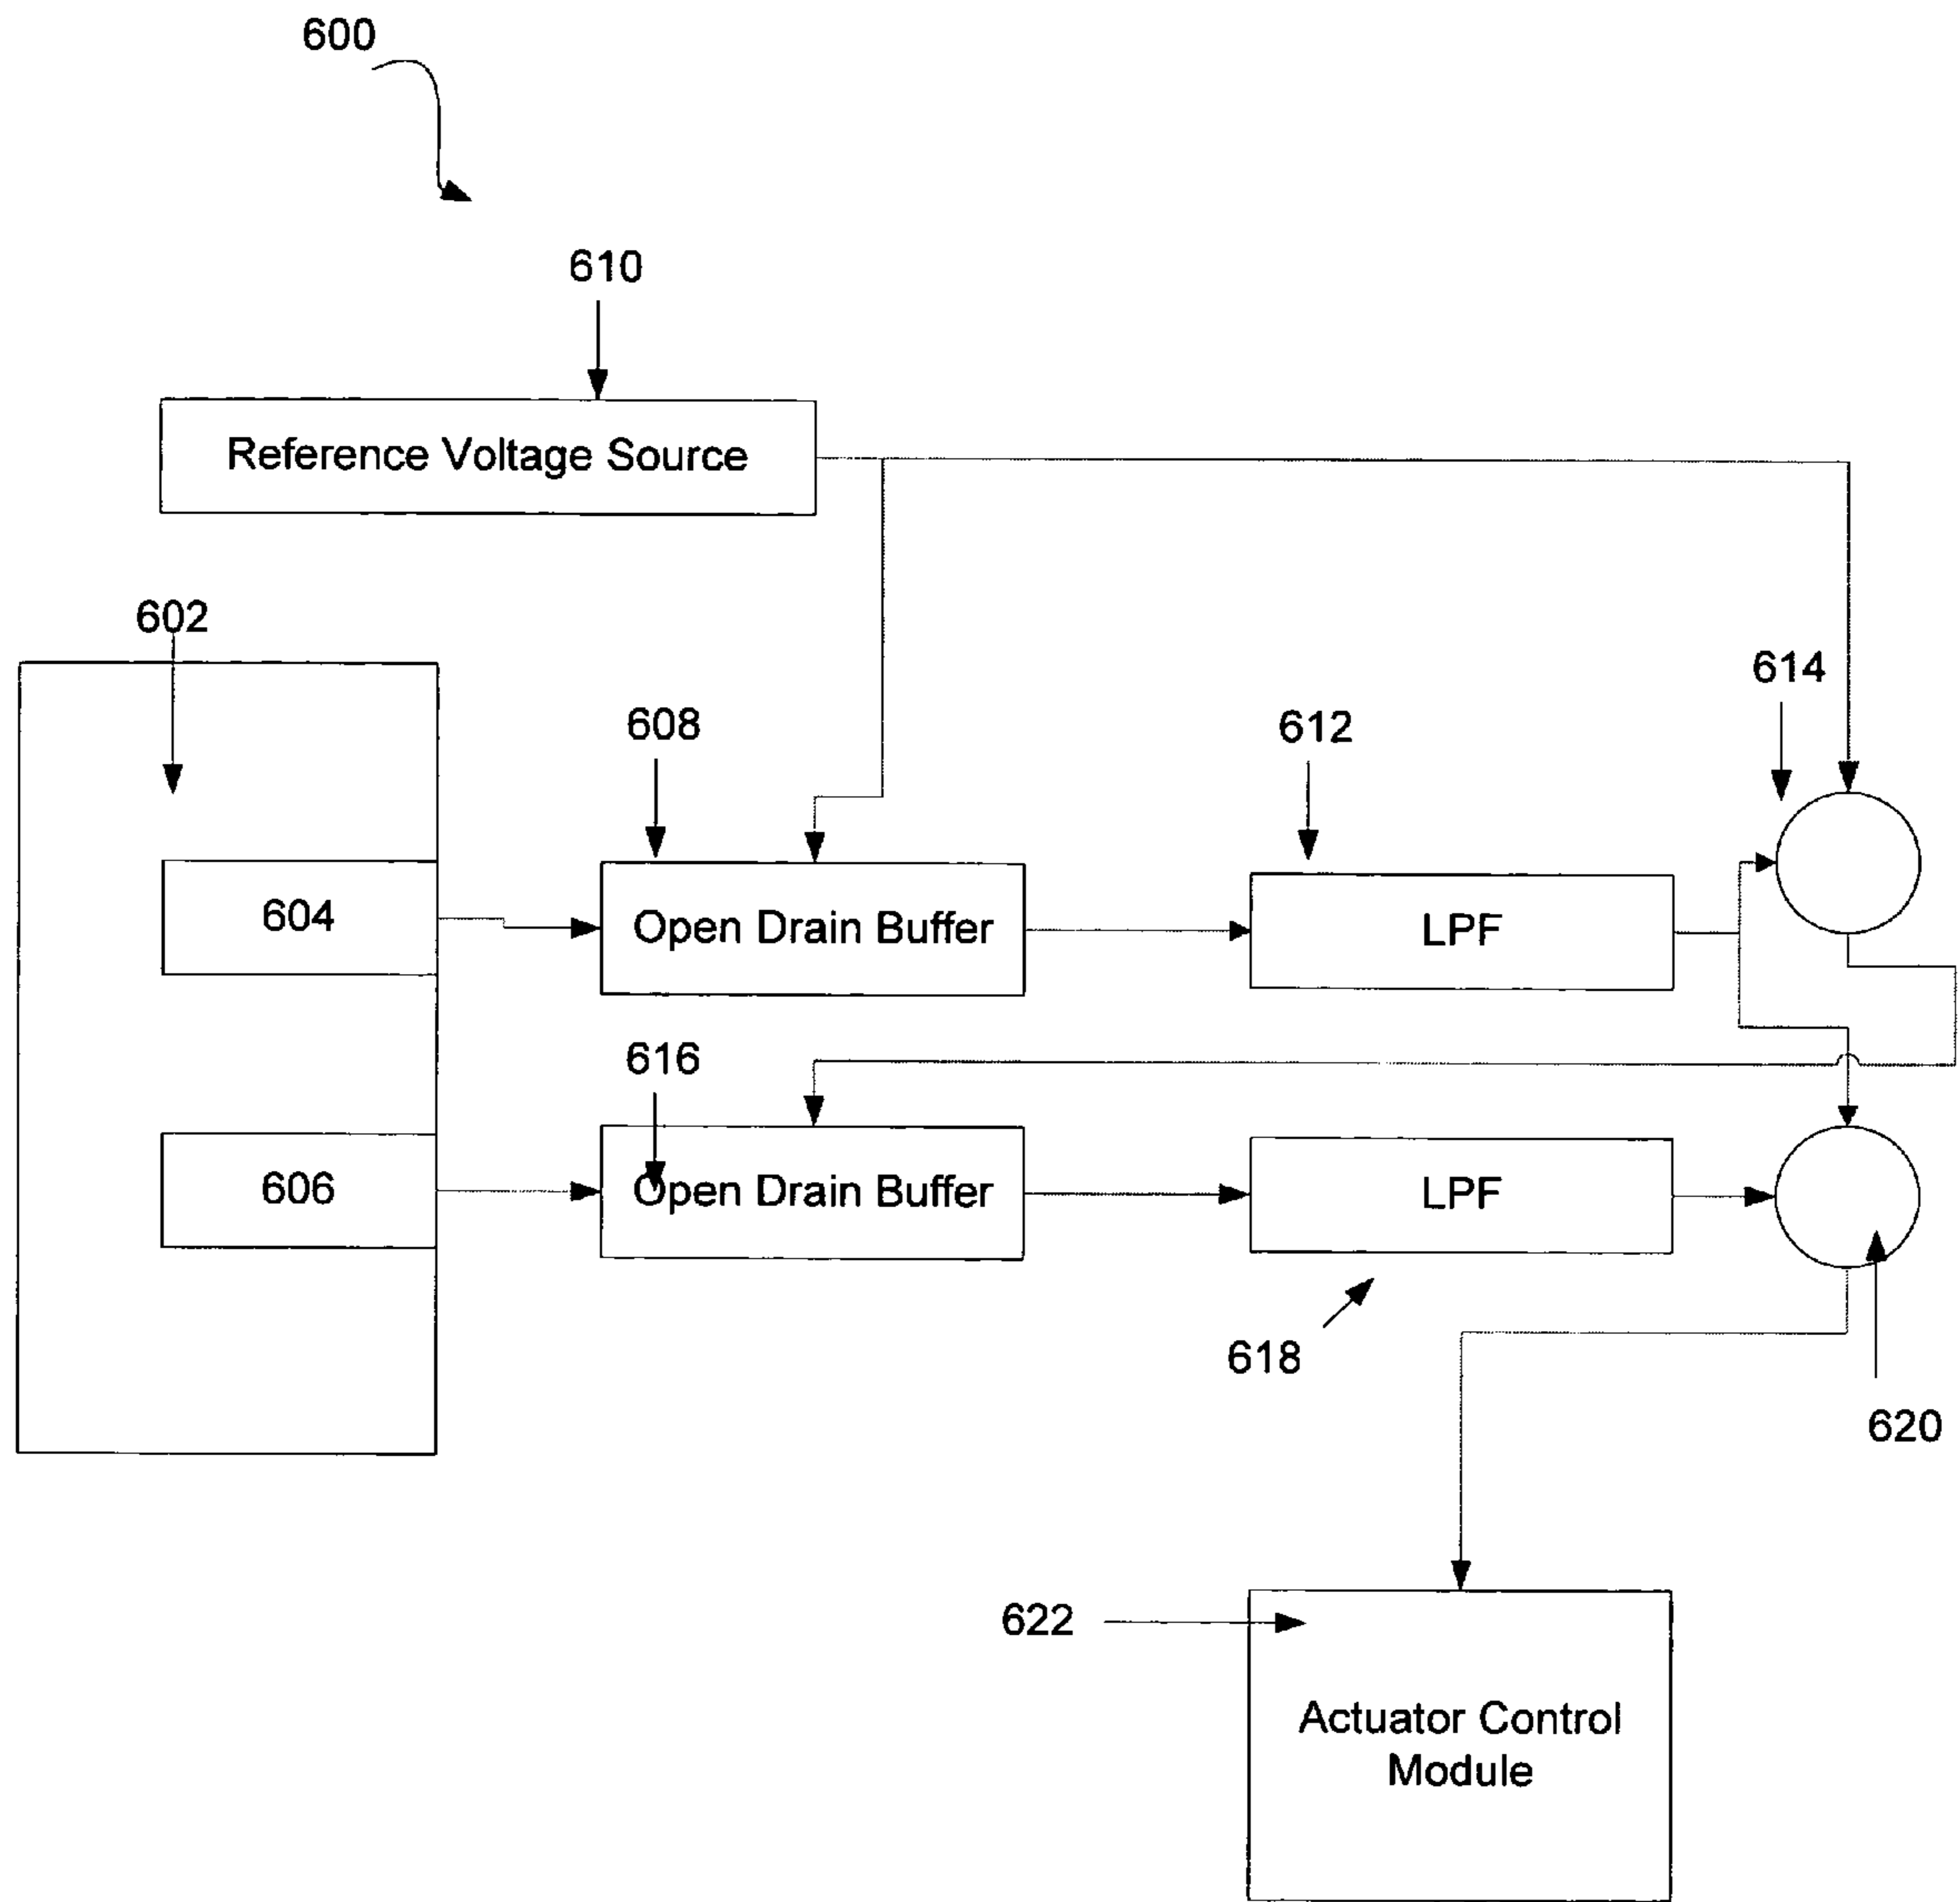 600
610
Reference Voltage Source
602
614
608
612
604
Open Drain Buffer
LPF
616
606
Open Drain Buffer
LPF
618
620
622
Actuator Control
Module